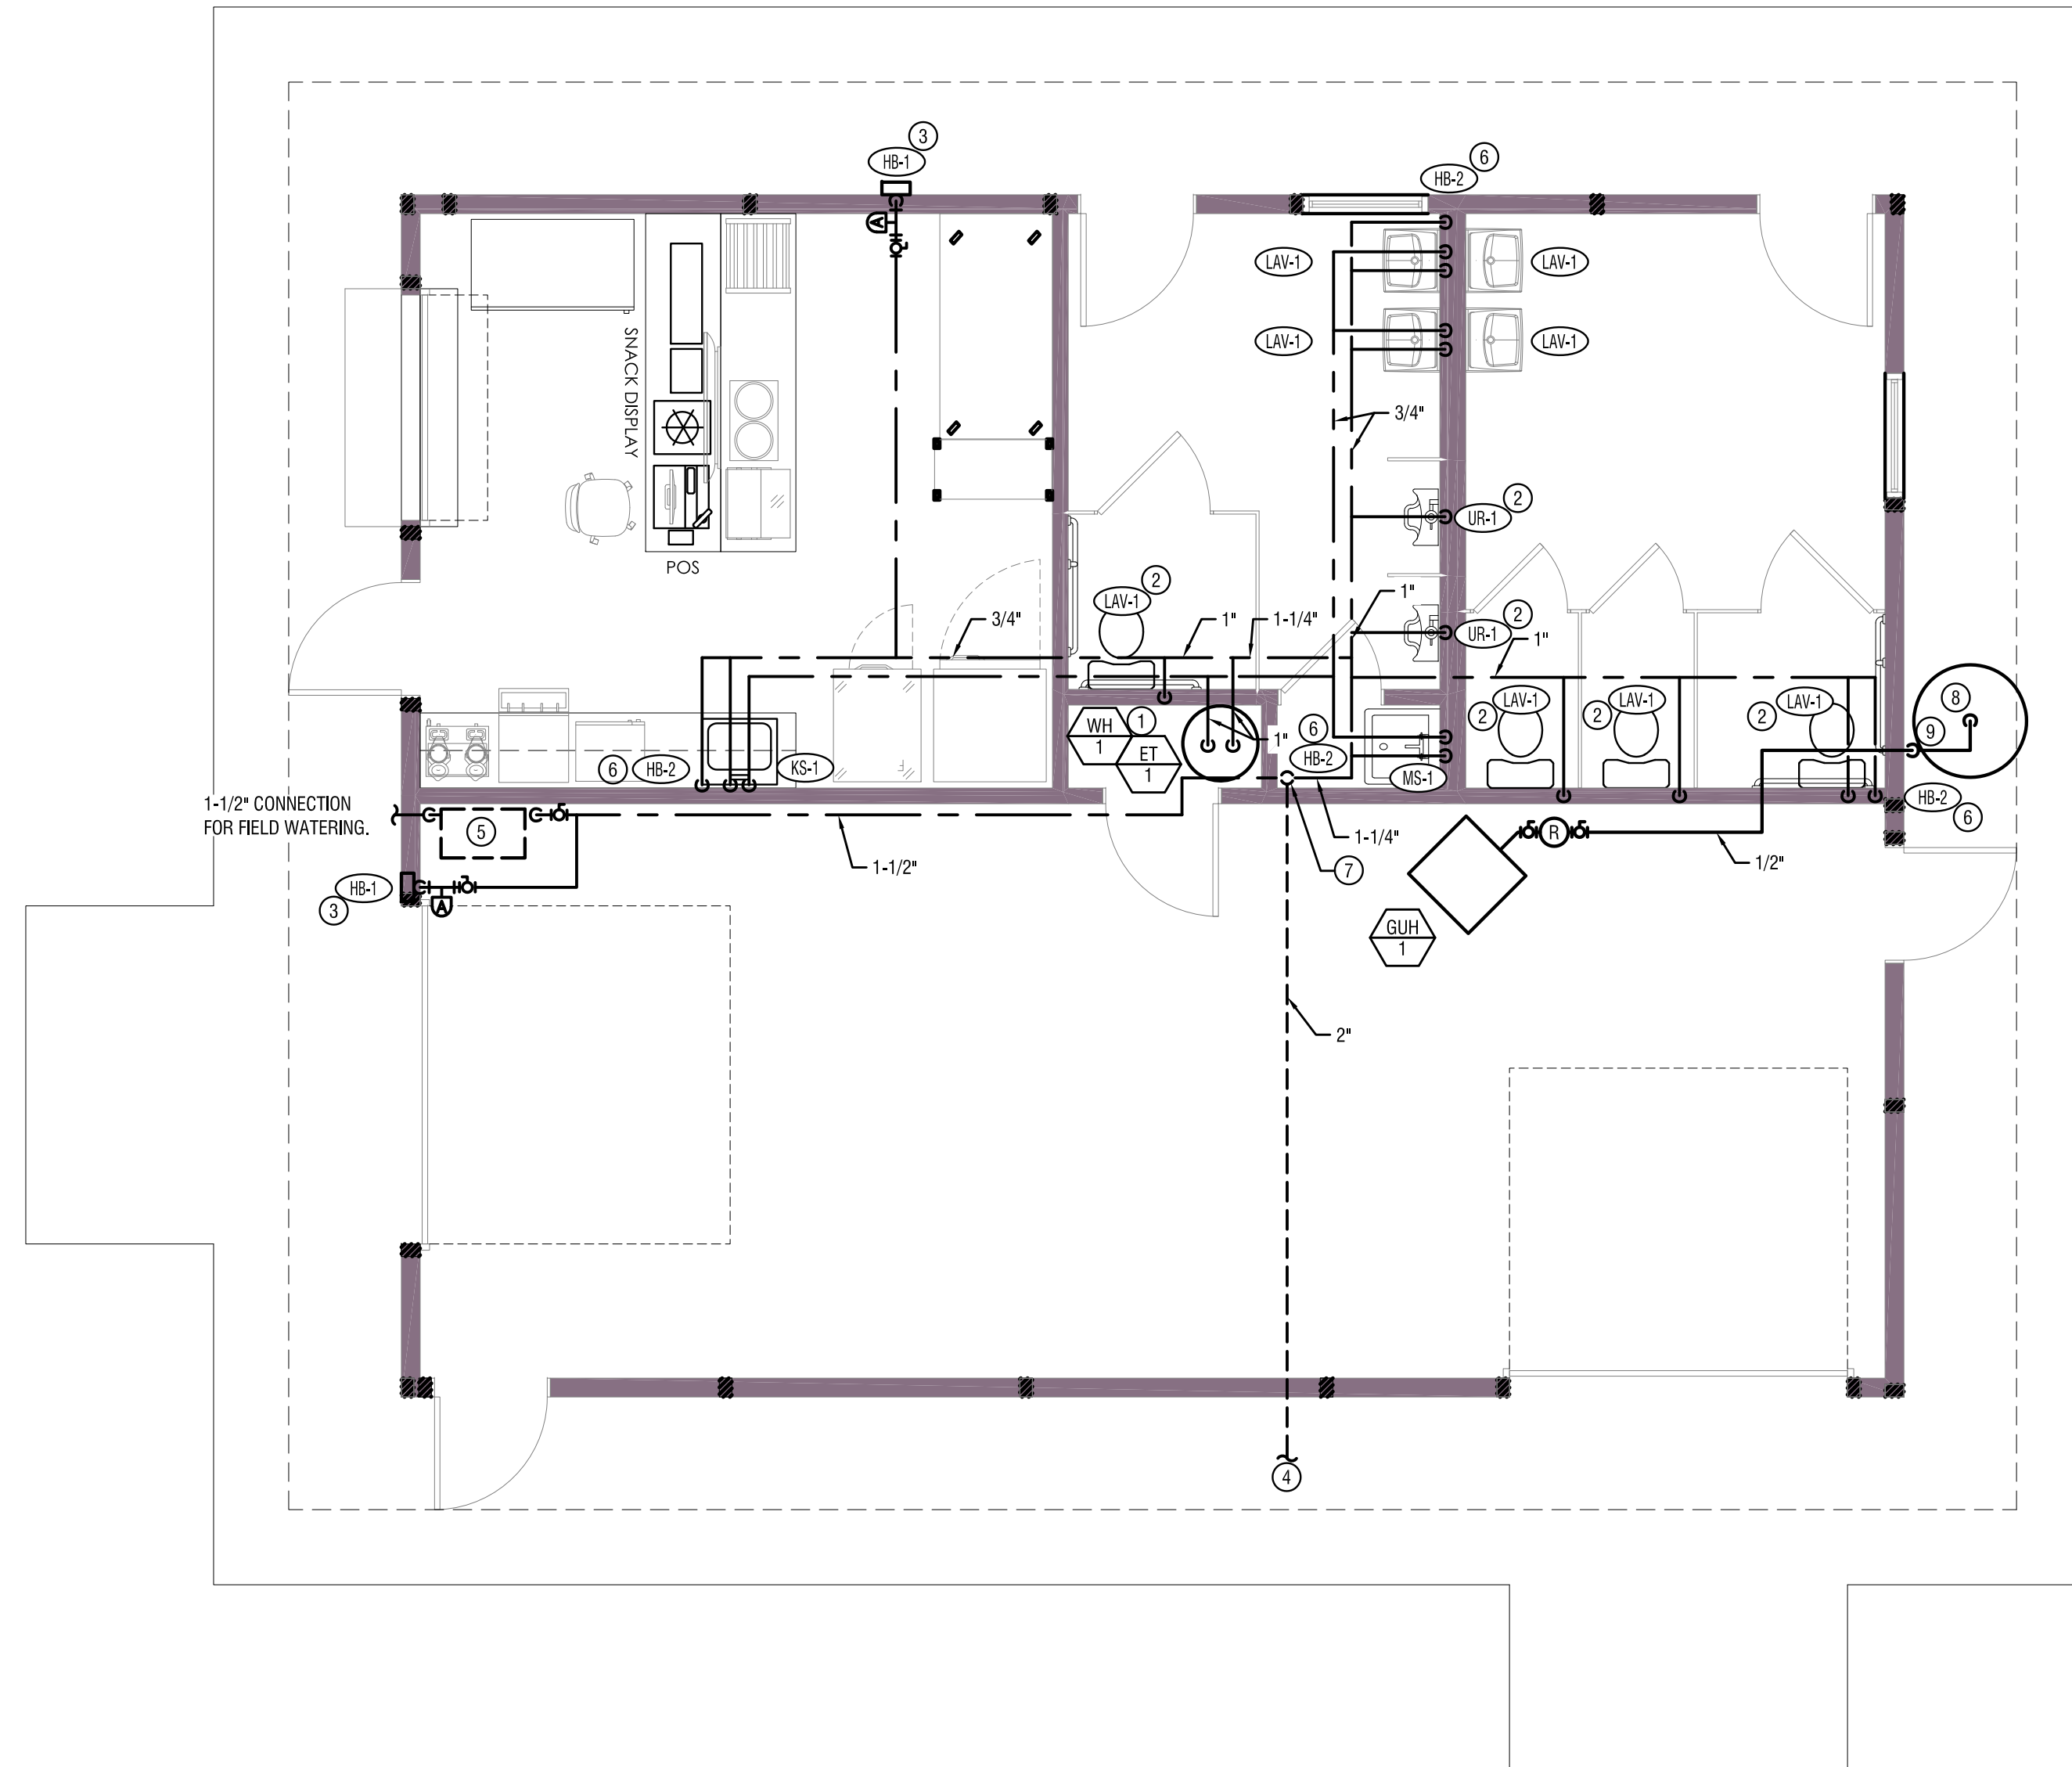 3
HB-1
6
HB-2
A
LAV-1
LAV-1
LAV-1
LAV-1
SNACK DISPLAY
3/4"
2
UR-1
POS
2
LAV-1
1"
2
UR-1
1"
3/4"
1"
1-1/4"
8
LAV-1
2
LAV-1
2
LAV-1
2
WH
1
1
ET
1
1"
6
HB-2
9
6
HB-2
KS-1
MS-1
HB-2
6
1-1/2" CONNECTION
FOR FIELD WATERING.
5
R
1-1/4"
1/2"
1-1/2"
7
HB-1
3
A
GUH
1
2"
4